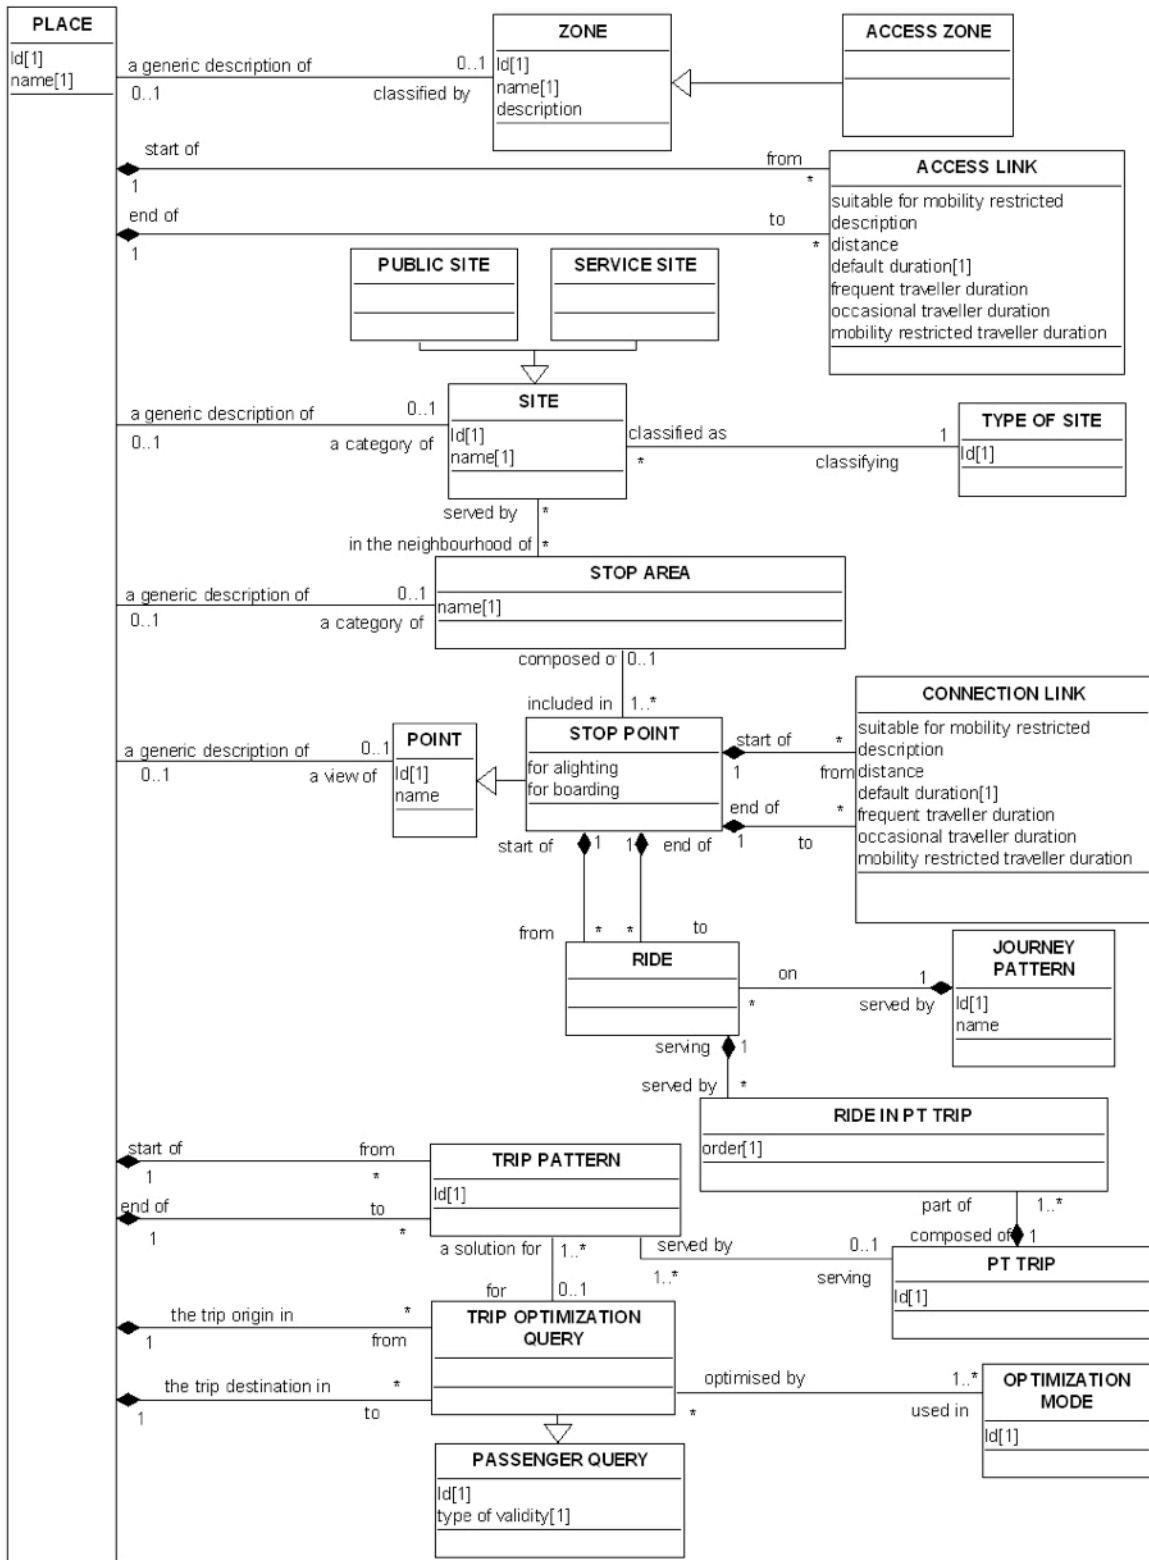 PLACE
Id[1]
name[1]
ZONE
Id[1]
name[1]
description
ACCESS ZONE
a generic description of
0..1
0..1
classified by
start of
1
from
*
end of
1
to
*
ACCESS LINK
suitable for mobility restricted
description
distance
default duration[1]
frequent traveller duration
occasional traveller duration
mobility restricted traveller duration
PUBLIC SITE
SERVICE SITE
SITE
Id[1]
name[1]
a generic description of
0..1
0..1
a category of
classified as
*
1
classifying
TYPE OF SITE
Id[1]
served by
*
in the neighbourhood of
*
STOP AREA
name[1]
a generic description of
0..1
0..1
a category of
composed o
0..1
included in
1..*
POINT
Id[1]
name
a generic description of
0..1
0..1
a view of
STOP POINT
for alighting
for boarding
start of
*
1
from
end of
*
1
to
CONNECTION LINK
suitable for mobility restricted
description
distance
default duration[1]
frequent traveller duration
occasional traveller duration
mobility restricted traveller duration
start of
1
1
end of
from
*
*
to
RIDE
on
*
1
served by
JOURNEY
PATTERN
Id[1]
name
serving
1
served by
*
RIDE IN PT TRIP
order[1]
start of
1
from
*
end of
1
to
*
TRIP PATTERN
Id[1]
part of
1..*
composed of
1
a solution for
1..*
served by
1..*
0..1
serving
PT TRIP
Id[1]
for
0..1
the trip origin in
*
1
from
TRIP OPTIMIZATION
QUERY
the trip destination in
*
1
to
optimised by
*
1..*
used in
OPTIMIZATION
MODE
Id[1]
PASSENGER QUERY
Id[1]
type of validity[1]